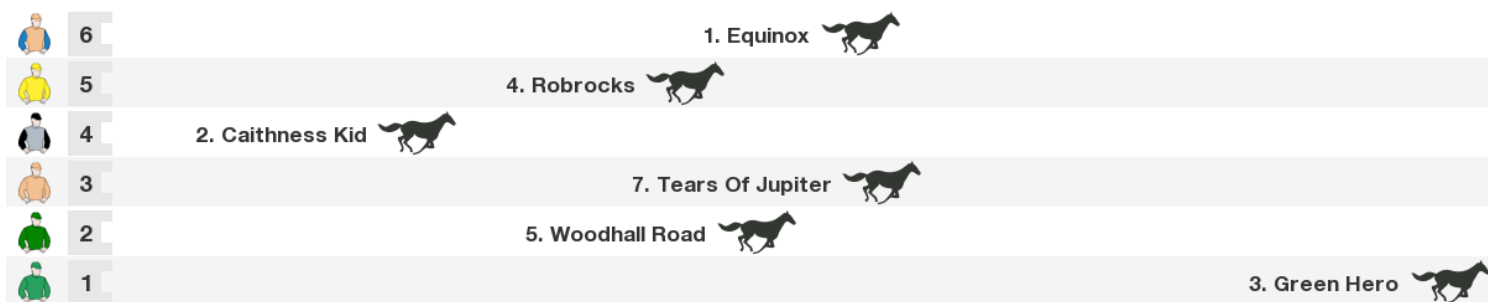 6 1. Equinox
5 4. Robrocks
4 2. Caithness Kid
3 7. Tears Of Jupiter
2 5. Woodhall Road
1 3. Green Hero